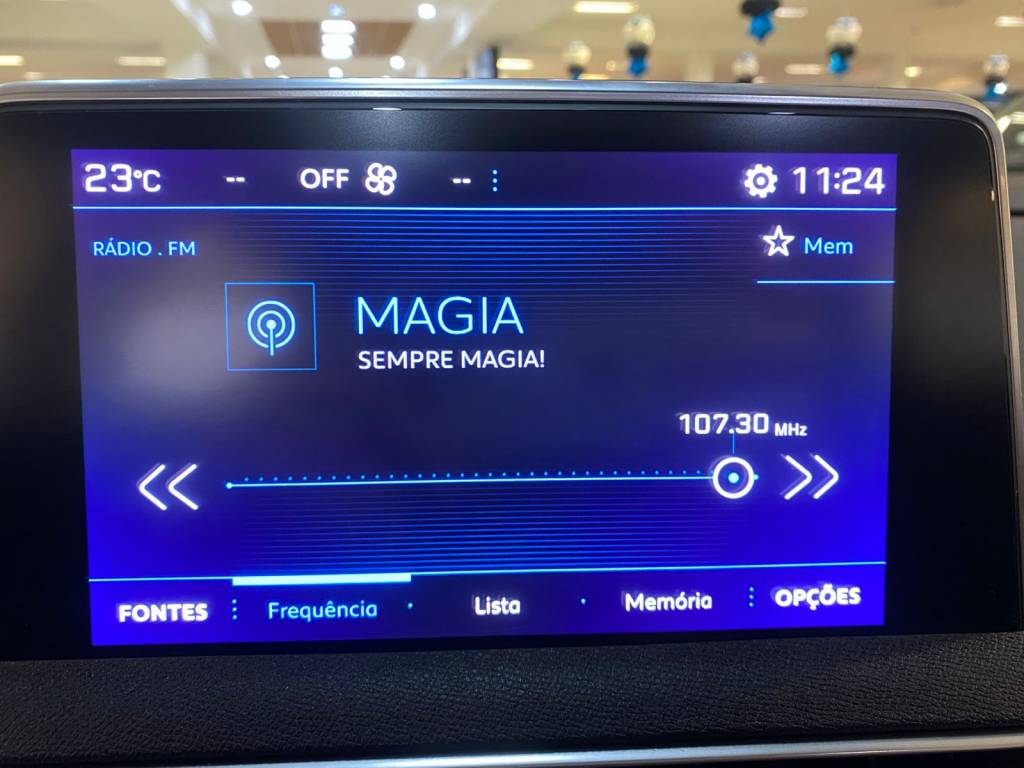 23°C -- OFF -- 11:24
RÁDIO . FM
Mem
MAGIA
SEMPRE MAGIA!
107.30 MHz
FONTES Frequência Lista Memória OPÇÕES